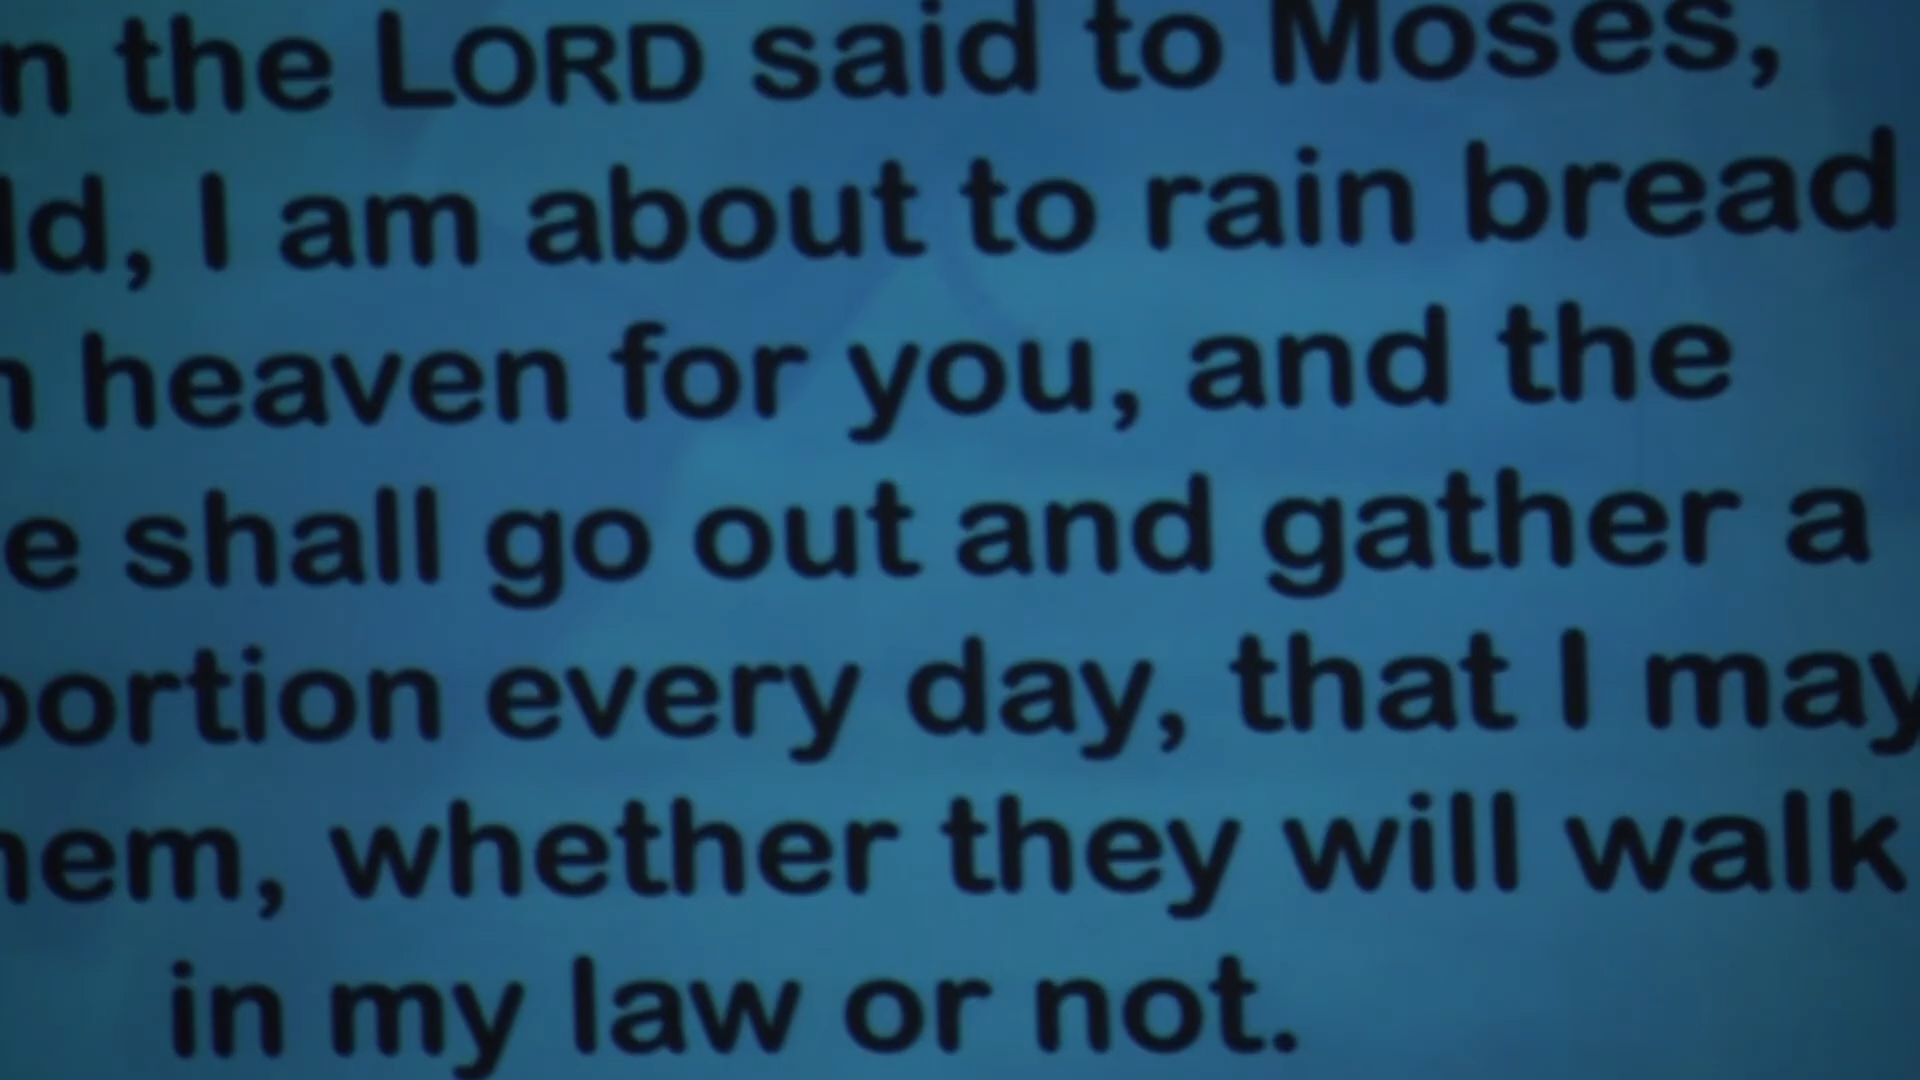 n the LORD said to Moses,
ld, I am about to rain bread
heaven for you, and the
e shall go out and gather a
portion every day, that I may
hem, whether they will walk
in my law or not.